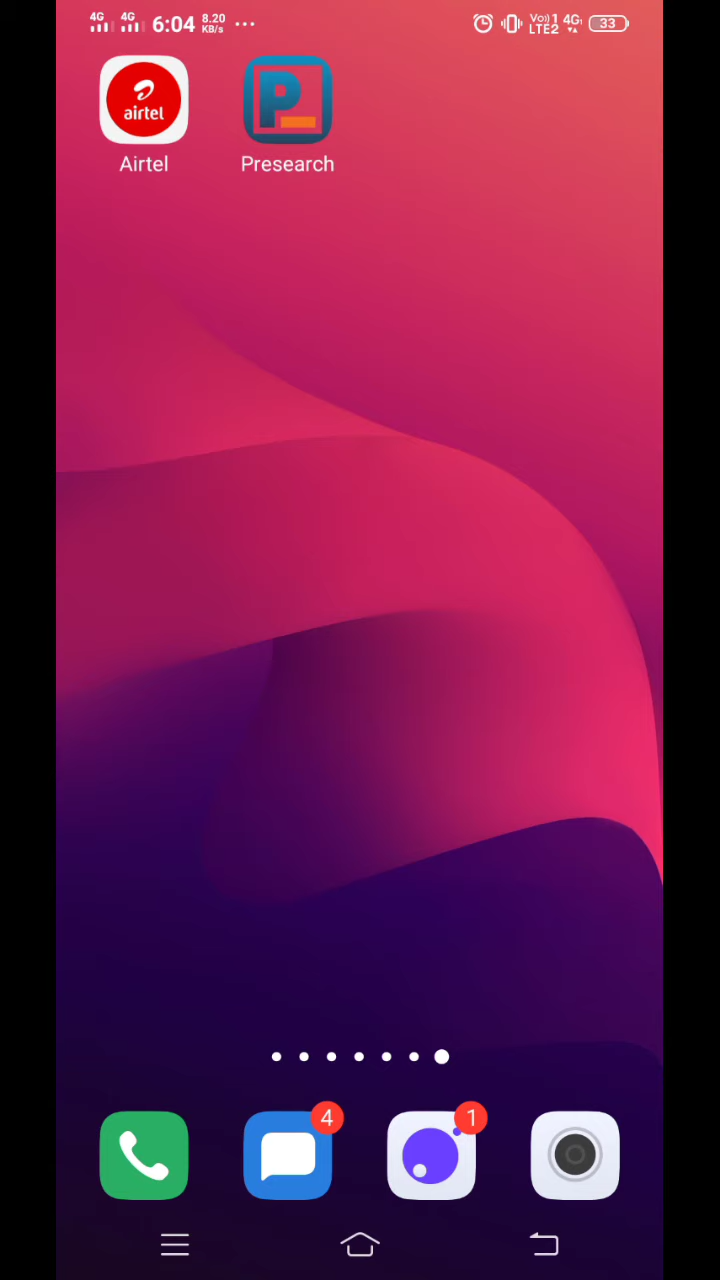 4G 4G 6:04 8.20 KB/s ... Vo)) 1 LTE2 4G 33
airtel
P
Airtel Presearch
4 1